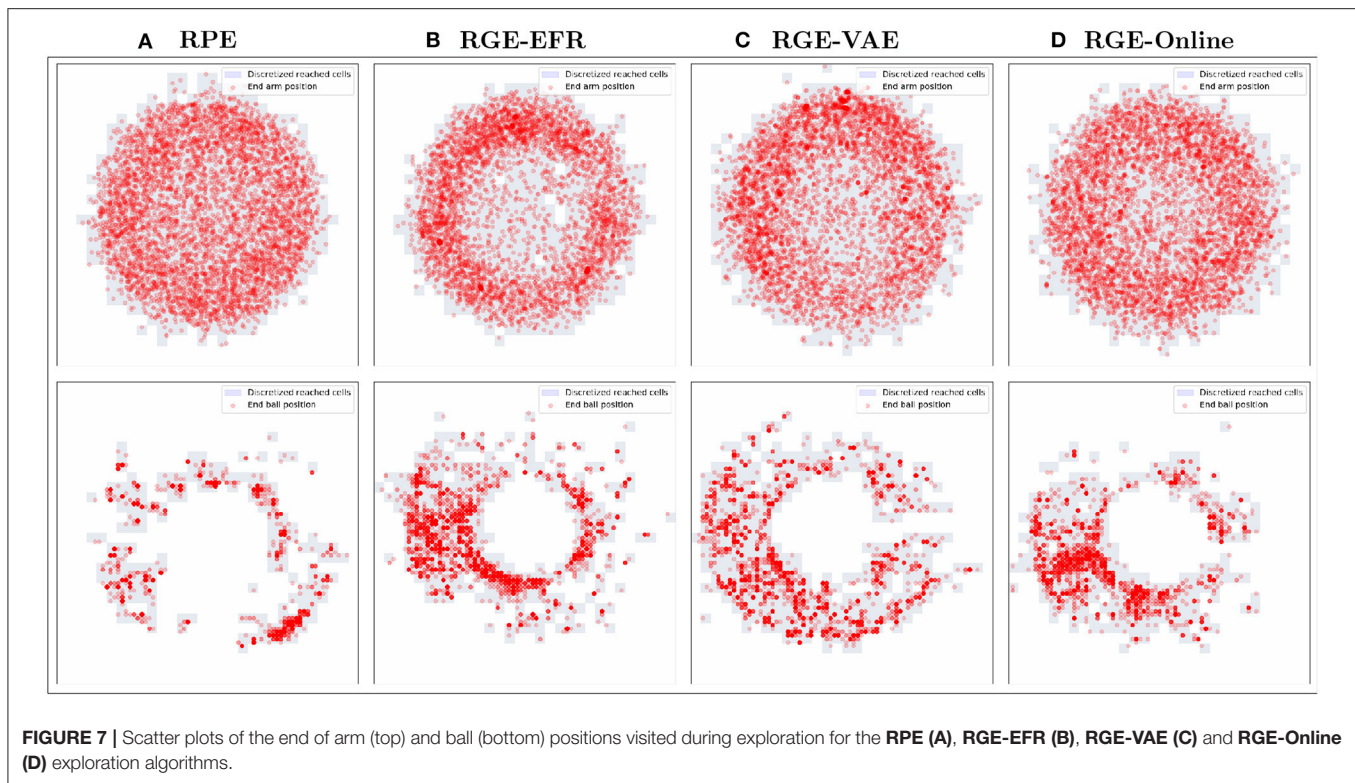 A RPE
B RGE-EFR
C RGE-VAE
D RGE-Online
Discretized reached cells
End arm position
Discretized reached cells
End arm position
Discretized reached cells
End arm position
Discretized reached cells
End arm position
Discretized reached cells
End ball position
Discretized reached cells
End ball position
Discretized reached cells
End ball position
Discretized reached cells
End ball position
FIGURE 7 | Scatter plots of the end of arm (top) and ball (bottom) positions visited during exploration for the RPE (A), RGE-EFR (B), RGE-VAE (C) and RGE-Online
(D) exploration algorithms.